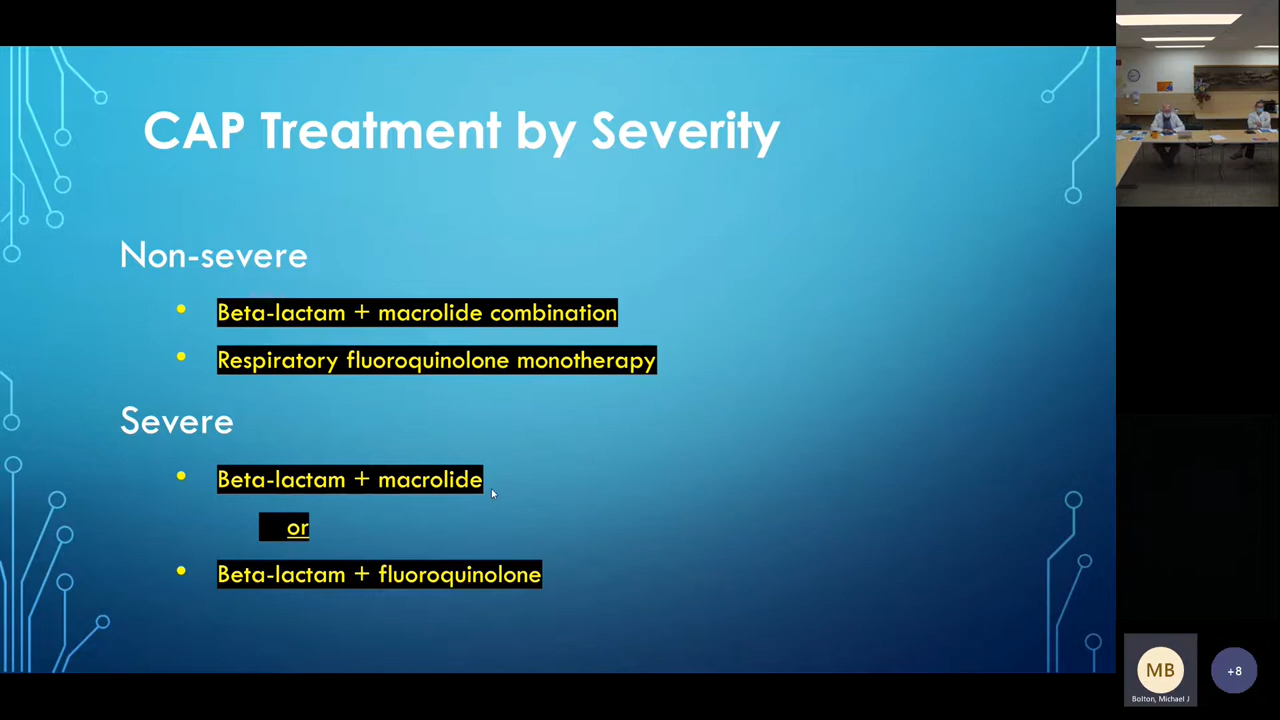 CAP Treatment by Severity
Non-severe
• Beta-lactam + macrolide combination
• Respiratory fluoroquinolone monotherapy
Severe
• Beta-lactam + macrolide
or
• Beta-lactam + fluoroquinolone
MB
+8
Bolton, Michael J